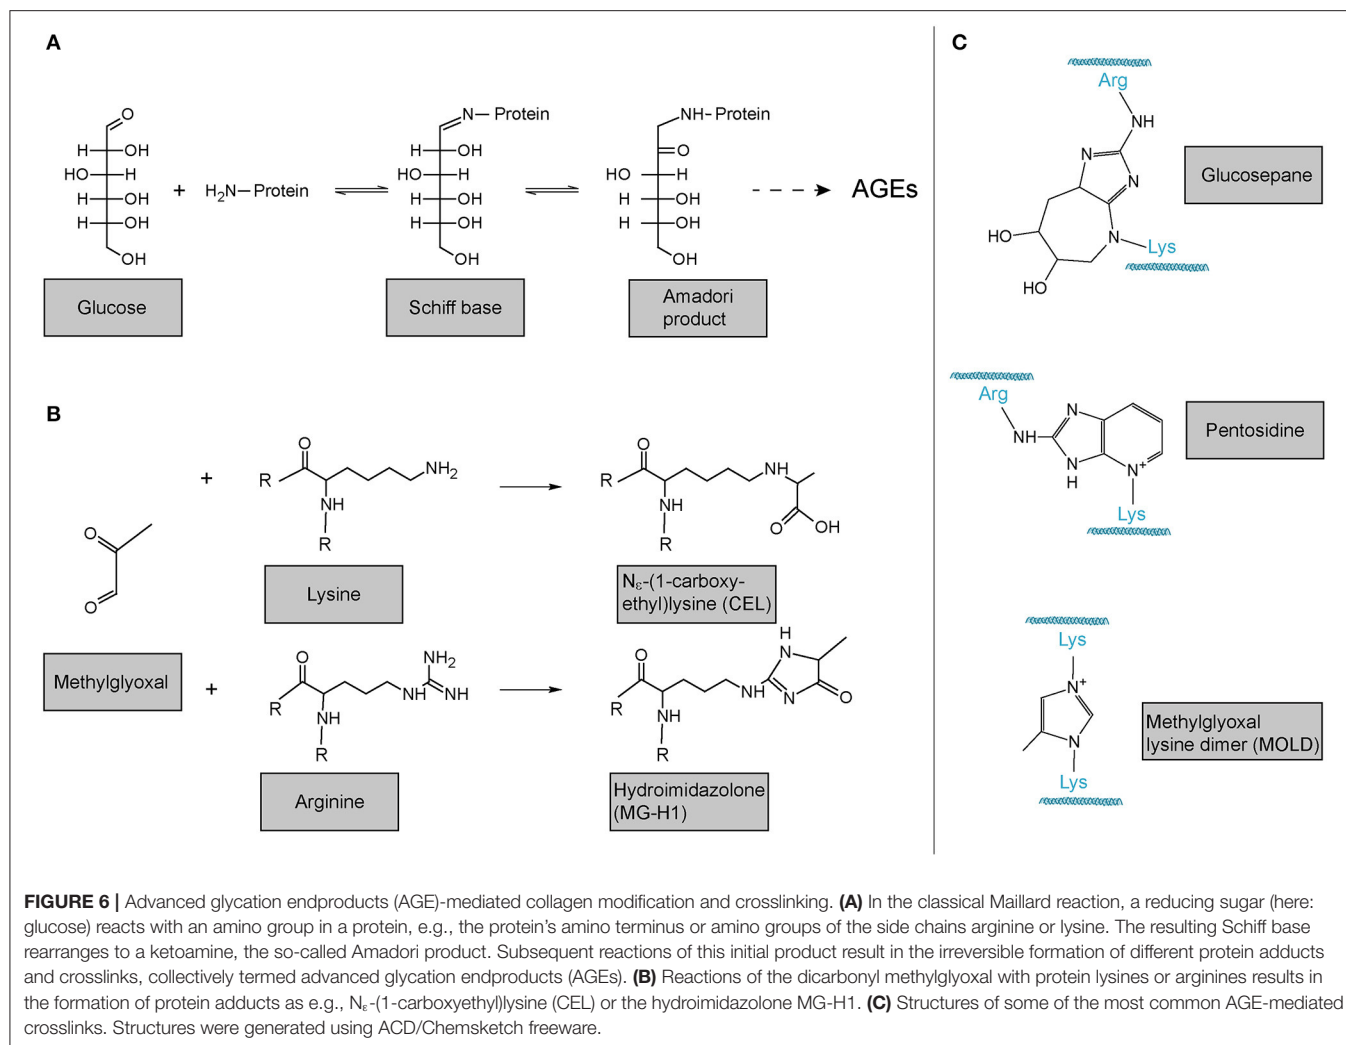 A
O
H
OH
HO
H
H
OH
H
OH
OH
Glucose
+
H₂N–Protein
N–Protein
H
OH
HO
H
H
OH
H
OH
OH
Schiff base
NH-Protein
O
HO
H
H
OH
H
OH
OH
Amadori
product
AGEs
B
O
O
Methylglyoxal
+
O
R
NH
R
NH₂
Lysine
O
R
NH
R
NH
O
OH
Nε-(1-carboxy-
ethyl)lysine (CEL)
+
O
R
NH
R
NH₂
NH
NH
Arginine
O
R
NH
R
H
N
NH
N
O
Hydroimidazolone
(MG-H1)
C
Arg
NH
N
N
HO
N
Lys
HO
Glucosepane
Arg
N
NH
N
H
N⁺
Lys
Pentosidine
Lys
N⁺
N
Lys
Methylglyoxal
lysine dimer (MOLD)
FIGURE 6 | Advanced glycation endproducts (AGE)-mediated collagen modification and crosslinking. (A) In the classical Maillard reaction, a reducing sugar (here:
glucose) reacts with an amino group in a protein, e.g., the protein's amino terminus or amino groups of the side chains arginine or lysine. The resulting Schiff base
rearranges to a ketoamine, the so-called Amadori product. Subsequent reactions of this initial product result in the irreversible formation of different protein adducts
and crosslinks, collectively termed advanced glycation endproducts (AGEs). (B) Reactions of the dicarbonyl methylglyoxal with protein lysines or arginines results in
the formation of protein adducts as e.g., Nε-(1-carboxyethyl)lysine (CEL) or the hydroimidazolone MG-H1. (C) Structures of some of the most common AGE-mediated
crosslinks. Structures were generated using ACD/Chemsketch freeware.